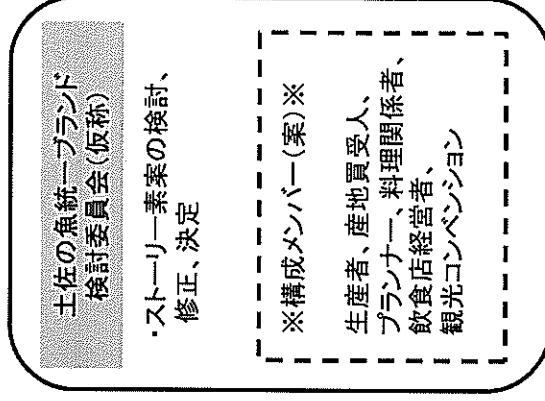 土佐の魚統一ブランド
検討委員会(仮称)
・ストーリー素案の検討、
修正、決定
※構成メンバー(案)※
生産者、産地買受人、
プランナー、料理関係者、
飲食店経営者、
観光コンベンション